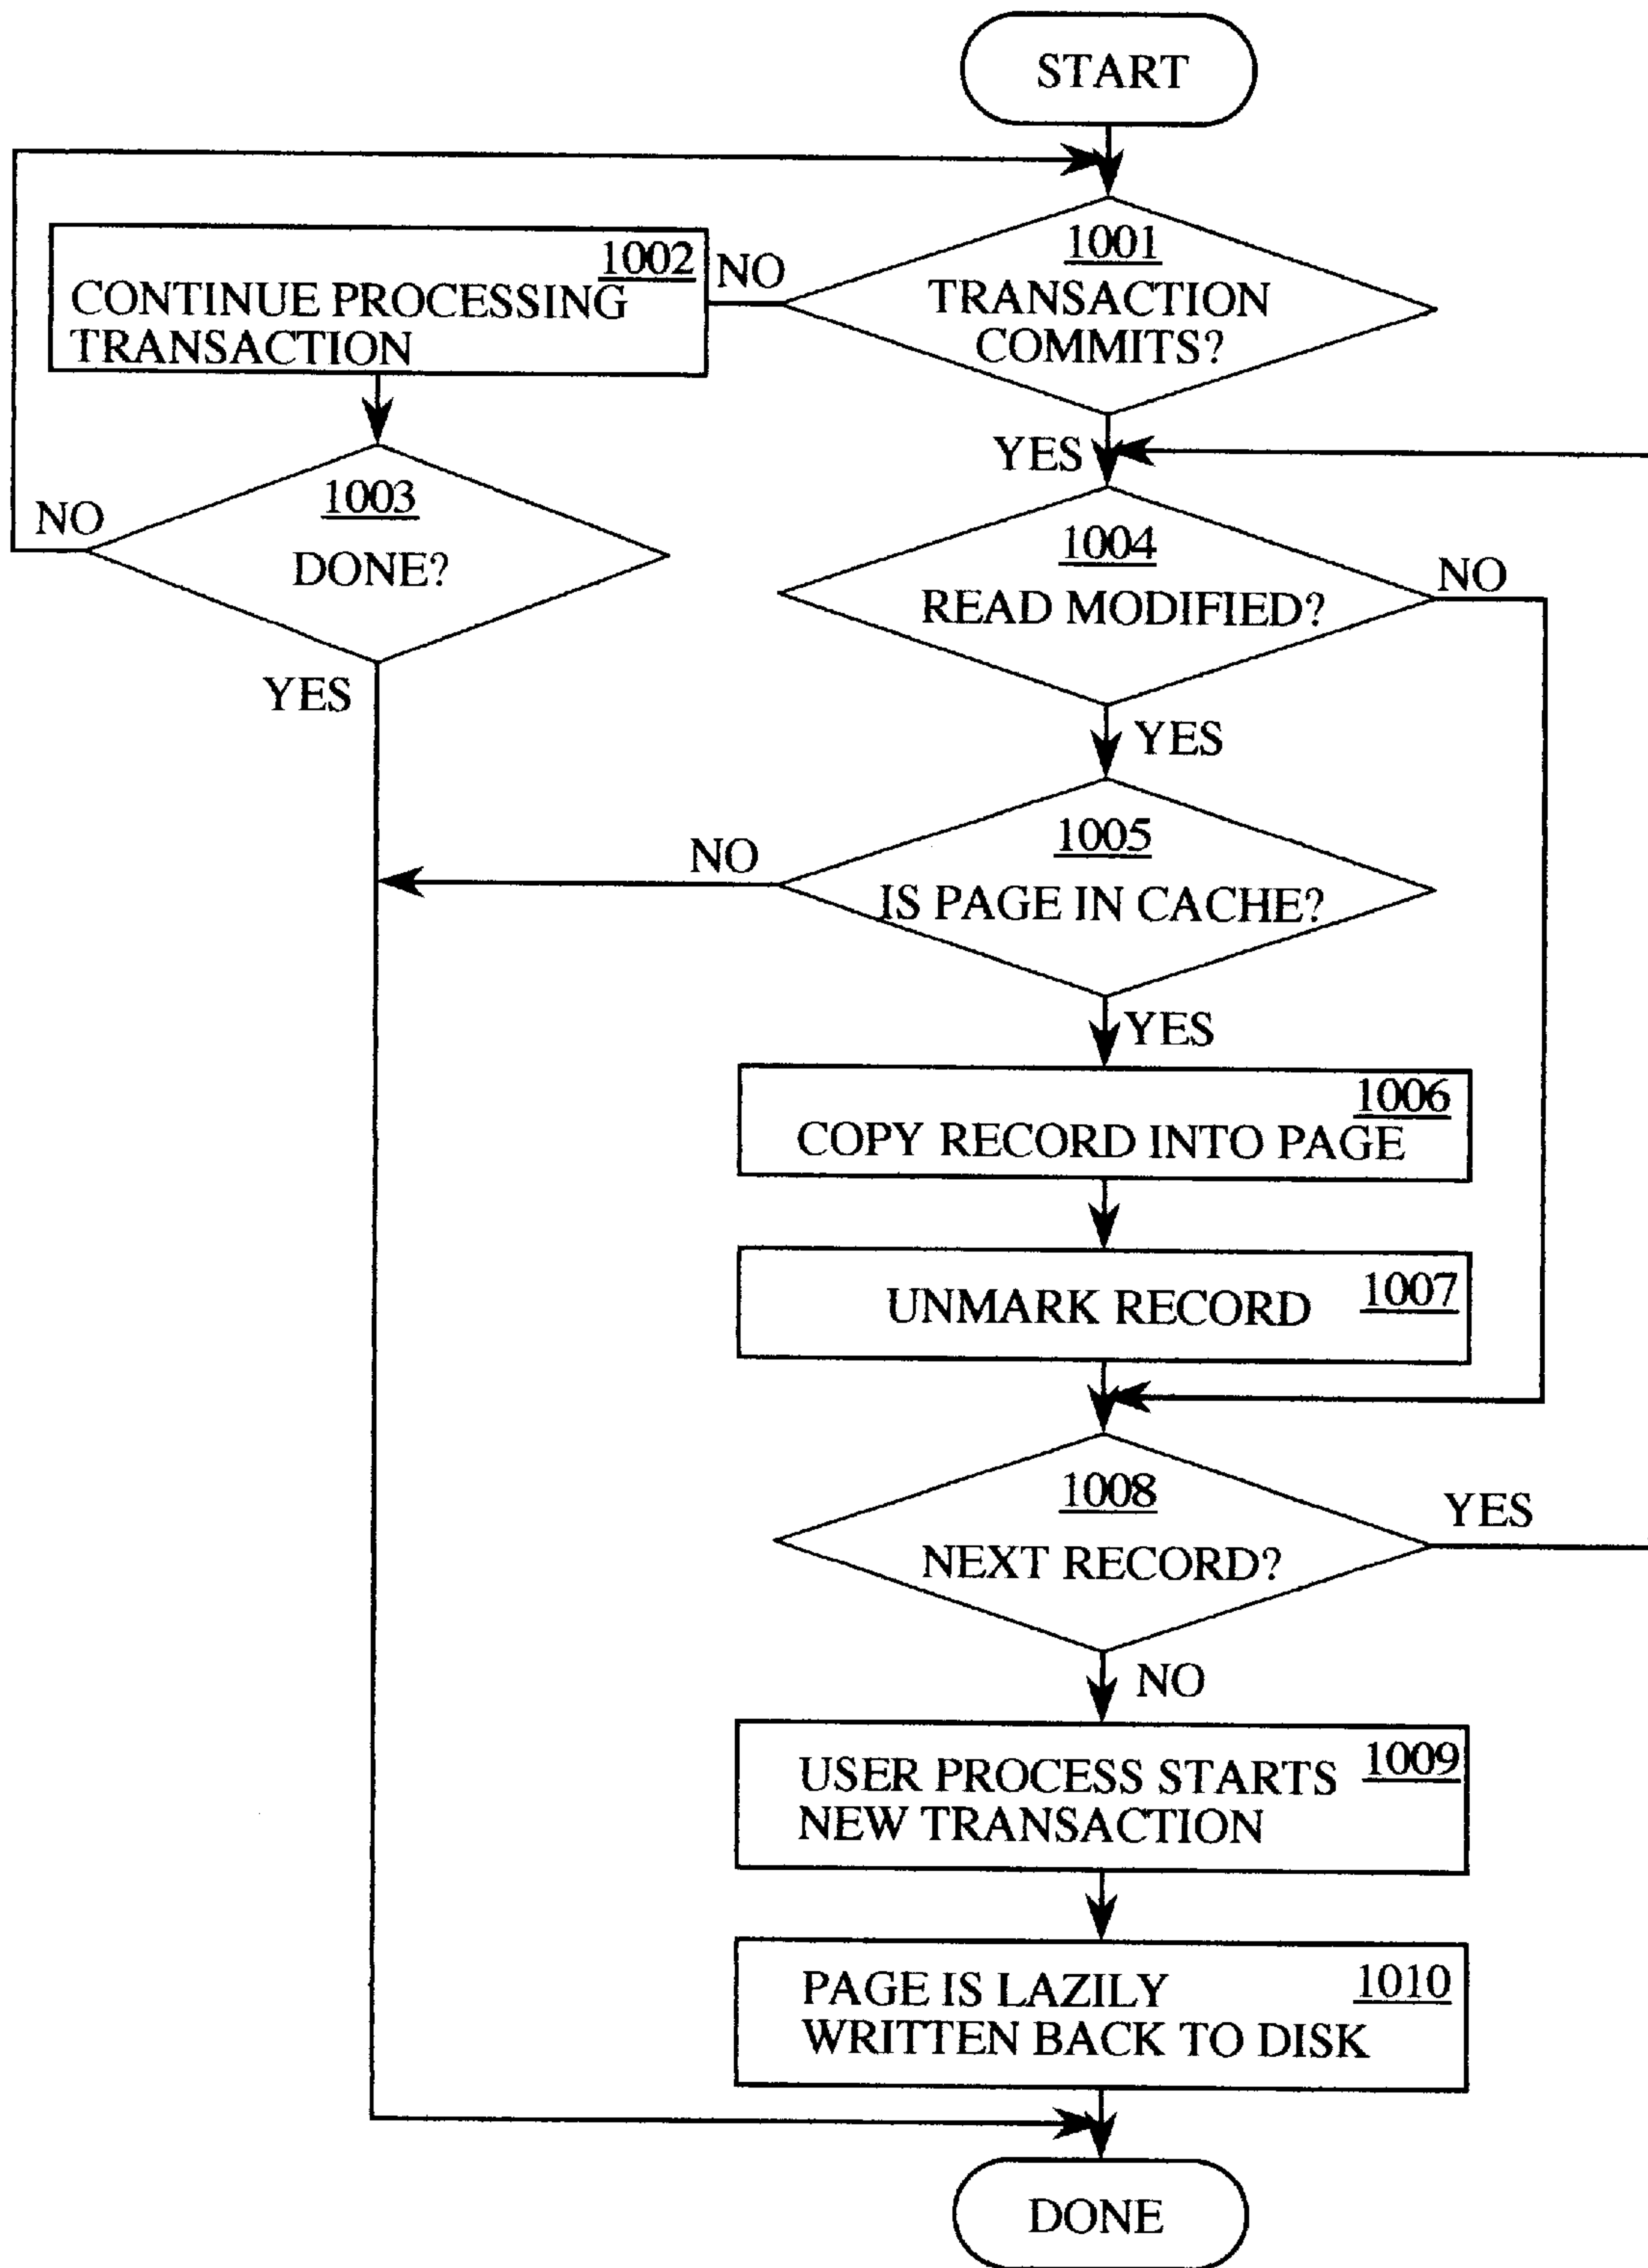 START
1001
TRANSACTION
COMMITS?
NO
1002
CONTINUE PROCESSING
TRANSACTION
YES
1003
DONE?
NO
YES
1004
READ MODIFIED?
NO
YES
1005
IS PAGE IN CACHE?
NO
YES
1006
COPY RECORD INTO PAGE
UNMARK RECORD 1007
1008
NEXT RECORD?
YES
NO
1009
USER PROCESS STARTS
NEW TRANSACTION
1010
PAGE IS LAZILY
WRITTEN BACK TO DISK
DONE